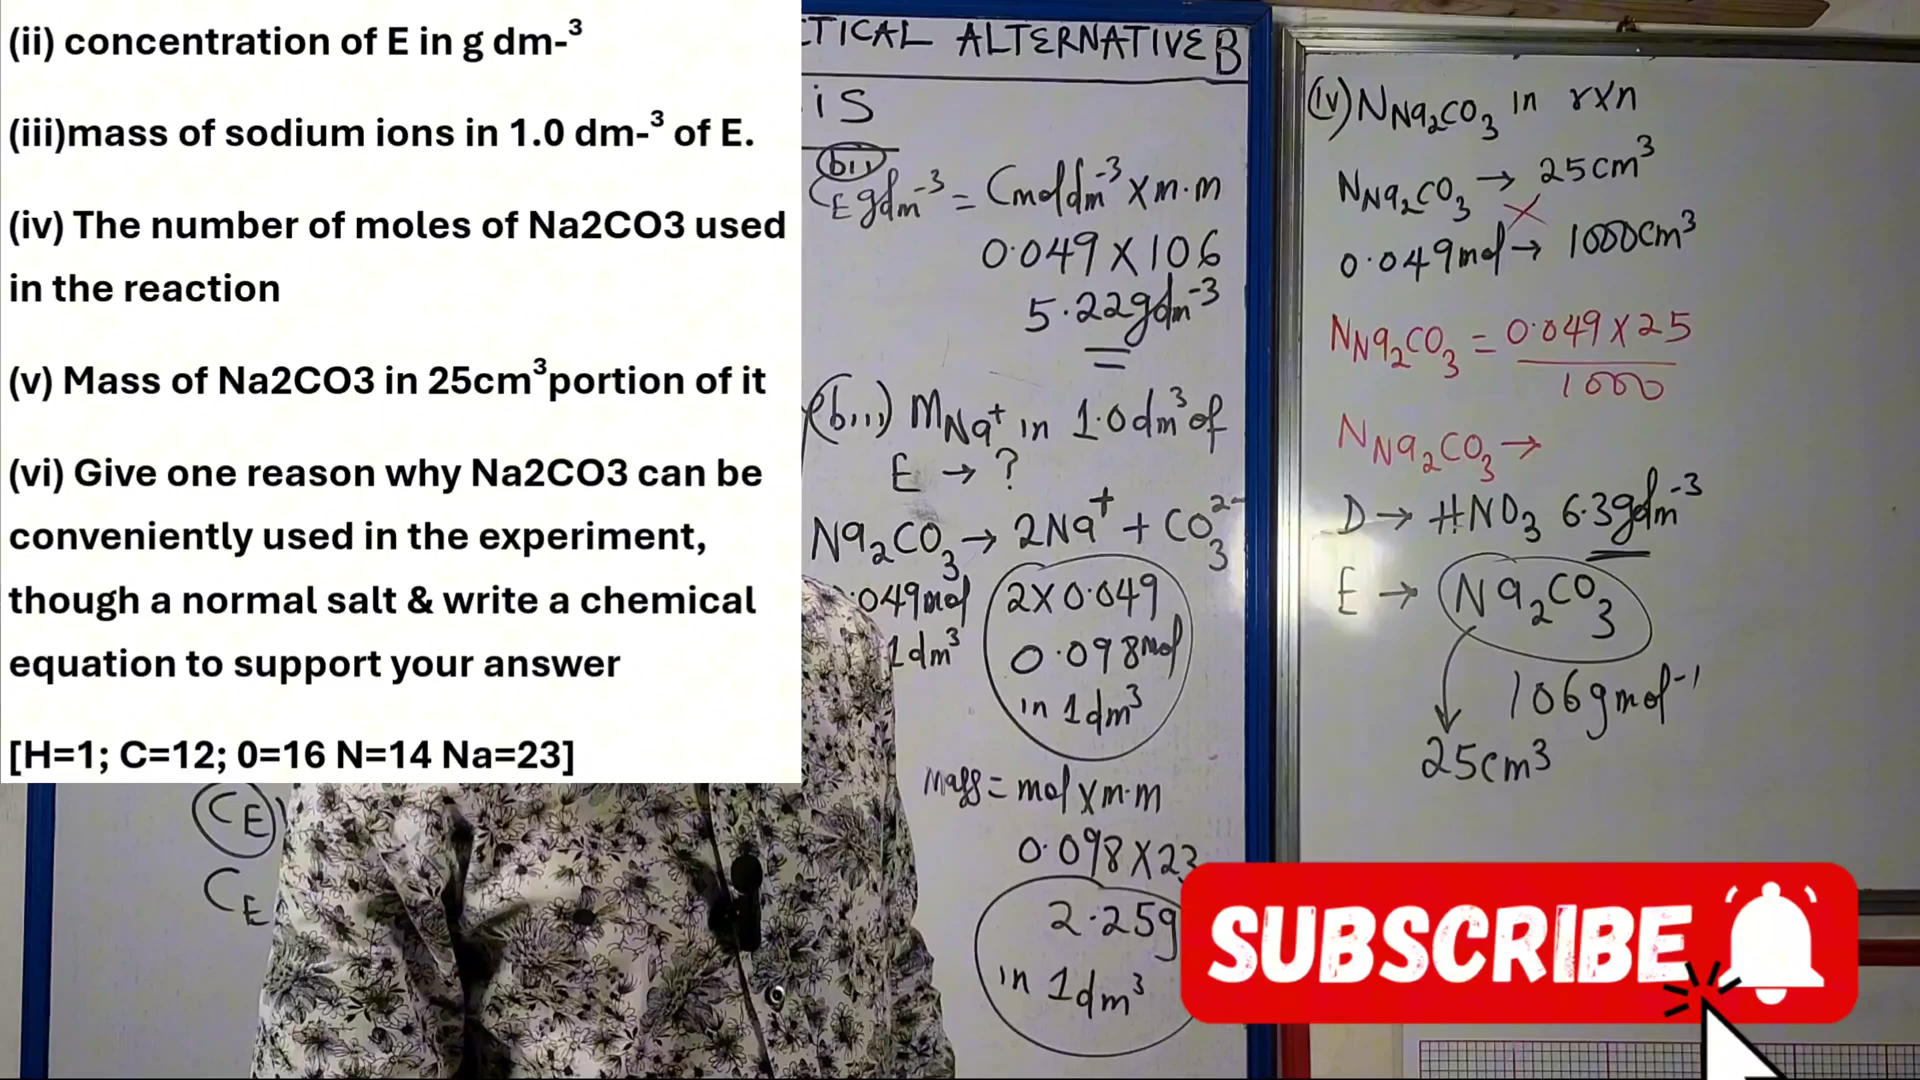 (ii) concentration of E in g dm-³
(iii)mass of sodium ions in 1.0 dm-³ of E.
(iv) The number of moles of Na2CO3 used
in the reaction
(v) Mass of Na2CO3 in 25cm³portion of it
(vi) Give one reason why Na2CO3 can be
conveniently used in the experiment,
though a normal salt & write a chemical
equation to support your answer
[H=1; C=12; 0=16 N=14 Na=23]
CE
CE
TICAL ALTERNATIVE B
is
bii
CE gdm⁻³ = Cmoldm⁻³ X m.m
0.049 X 106
5.22gdm⁻³
(biii) MNa⁺ in 1.0dm³ of
E → ?
Na₂CO₃ → 2Na⁺ + CO₃²⁻
.049mol
1dm³
2X0.049
0.098mol
in 1dm³
Mass = mol X m.m
0.098 X 23
2.25g
in 1dm³
(iv) NNa₂CO₃ in rxn
NNa₂CO₃ → 25cm³
0.049mol → 1000cm³
NNa₂CO₃ = 0.049 X 25
1000
NNa₂CO₃ →
D → HNO₃ 6.3gdm⁻³
E → Na₂CO₃
106gmol⁻¹
25cm³
SUBSCRIBE